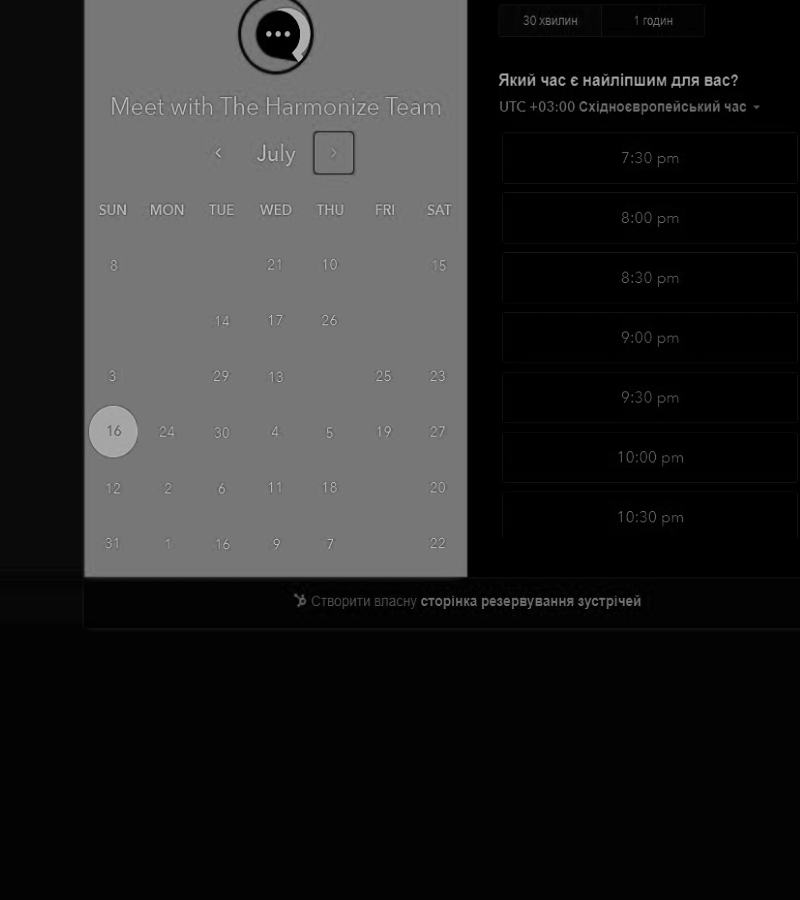 Meet with The Harmonize Team
July
SUN MON TUE WED THU FRI SAT
8 21 10 15
14 17 26
3 29 13 25 23
16 24 30 4 5 19 27
12 2 6 11 18 20
31 1 16 9 7 22
30 хвилин 1 годин
Який час є найліпшим для вас?
UTC +03:00 Східноєвропейський час
7:30 pm
8:00 pm
8:30 pm
9:00 pm
9:30 pm
10:00 pm
10:30 pm
Створити власну сторінка резервування зустрічей